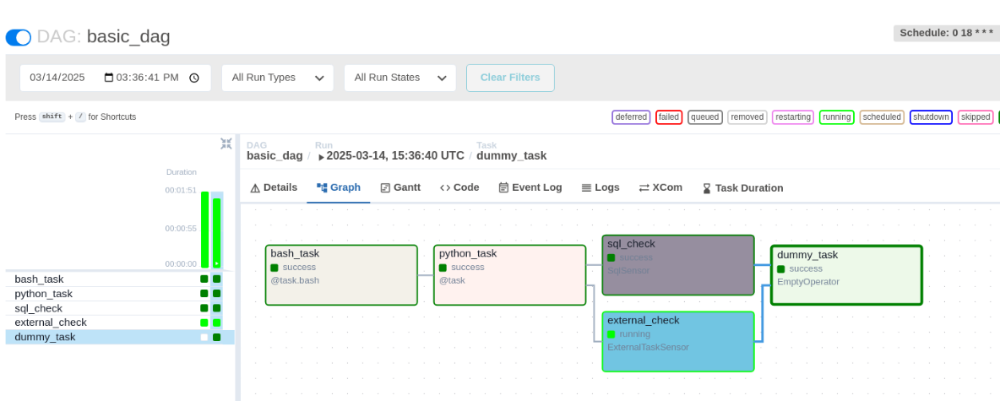 DAG: basic_dag
Schedule: 0 18 * * *
03/14/2025 03:36:41 PM All Run Types All Run States Clear Filters
Press shift + / for Shortcuts
deferred failed queued removed restarting running scheduled shutdown skipped
DAG Run Task
basic_dag / 2025-03-14, 15:36:40 UTC / dummy_task
Details Graph Gantt Code Event Log Logs XCom Task Duration
Duration
00:01:51
00:00:55
00:00:00
bash_task
python_task
sql_check
external_check
dummy_task
bash_task
success
@task.bash
python_task
success
@task
sql_check
success
SqlSensor
external_check
running
ExternalTaskSensor
dummy_task
success
EmptyOperator